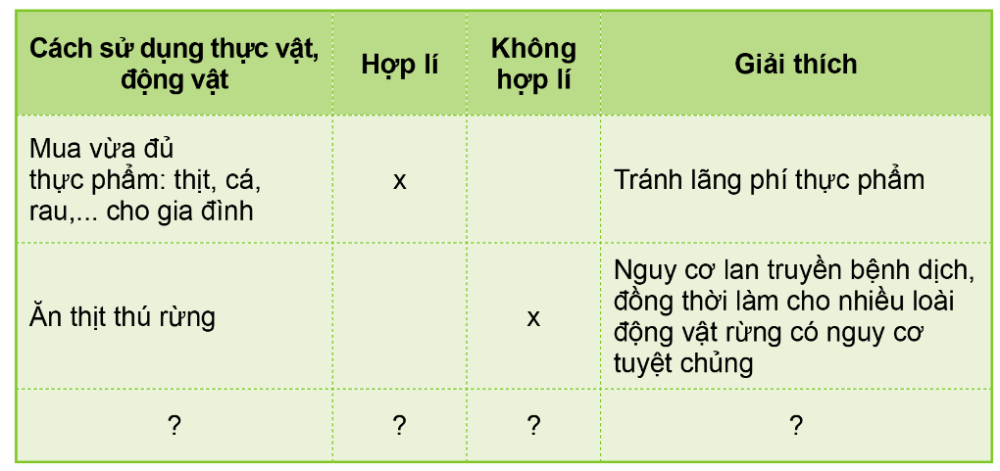 Cách sử dụng thực vật,
động vật
Hợp lí
Không
hợp lí
Giải thích
Mua vừa đủ
thực phẩm: thịt, cá,
rau,... cho gia đình
x
Tránh lãng phí thực phẩm
Ăn thịt thú rừng
x
Nguy cơ lan truyền bệnh dịch,
đồng thời làm cho nhiều loài
động vật rừng có nguy cơ
tuyệt chủng
?
?
?
?